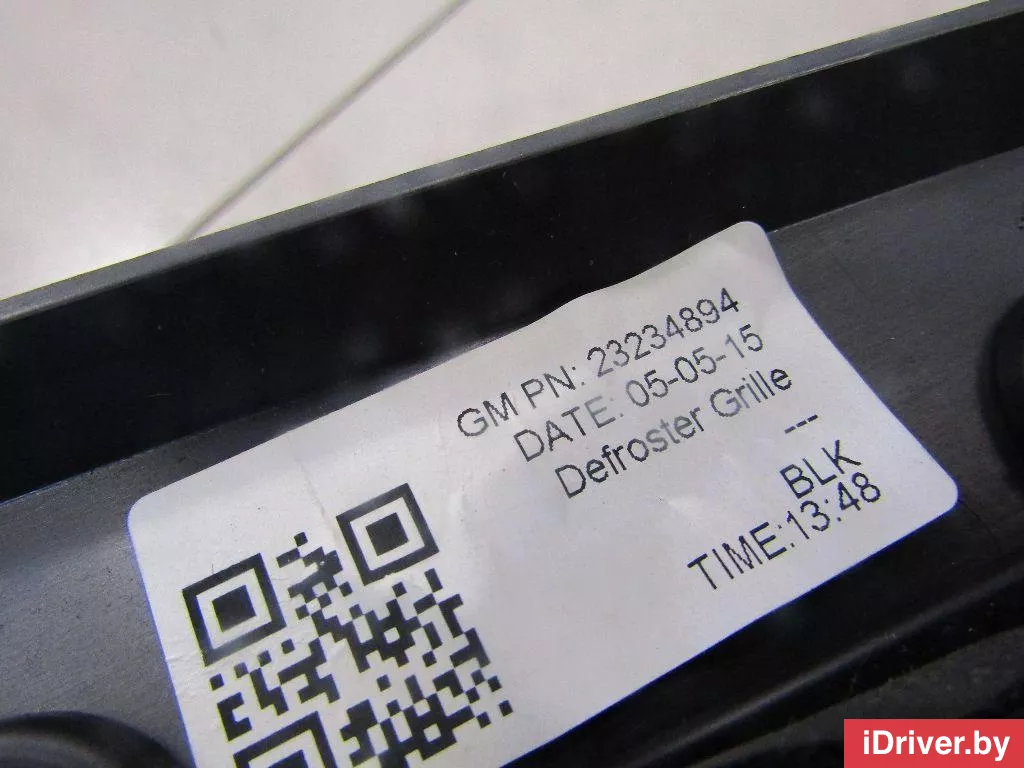 GM PN: 23234894
DATE: 05-05-15
Defroster Grille
---
BLK
TIME:13:48
iDriver.by